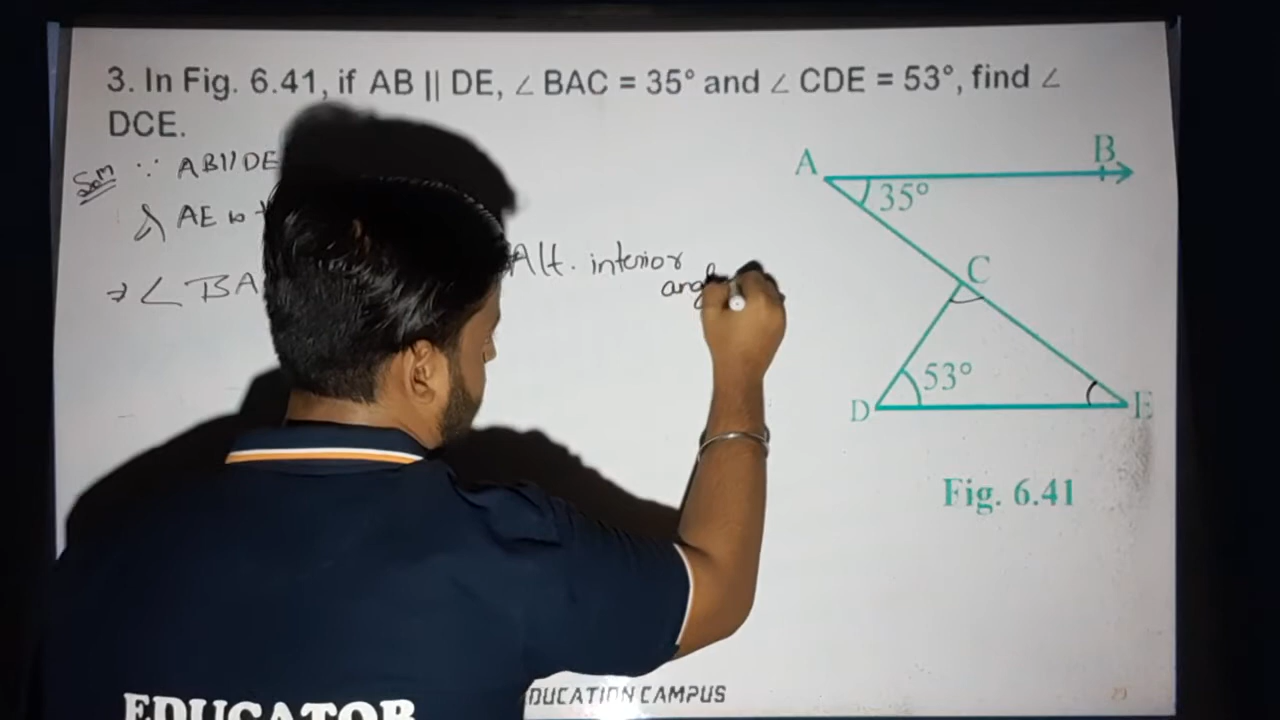 3. In Fig. 6.41, if AB || DE, ∠ BAC = 35° and ∠ CDE = 53°, find ∠
DCE.
Soln ∵ AB//DE
& AE is
⇒ ∠BA
Alt. interior
A
B
35°
C
53°
D
E
Fig. 6.41
EDUCATOR
DUCATION CAMPUS